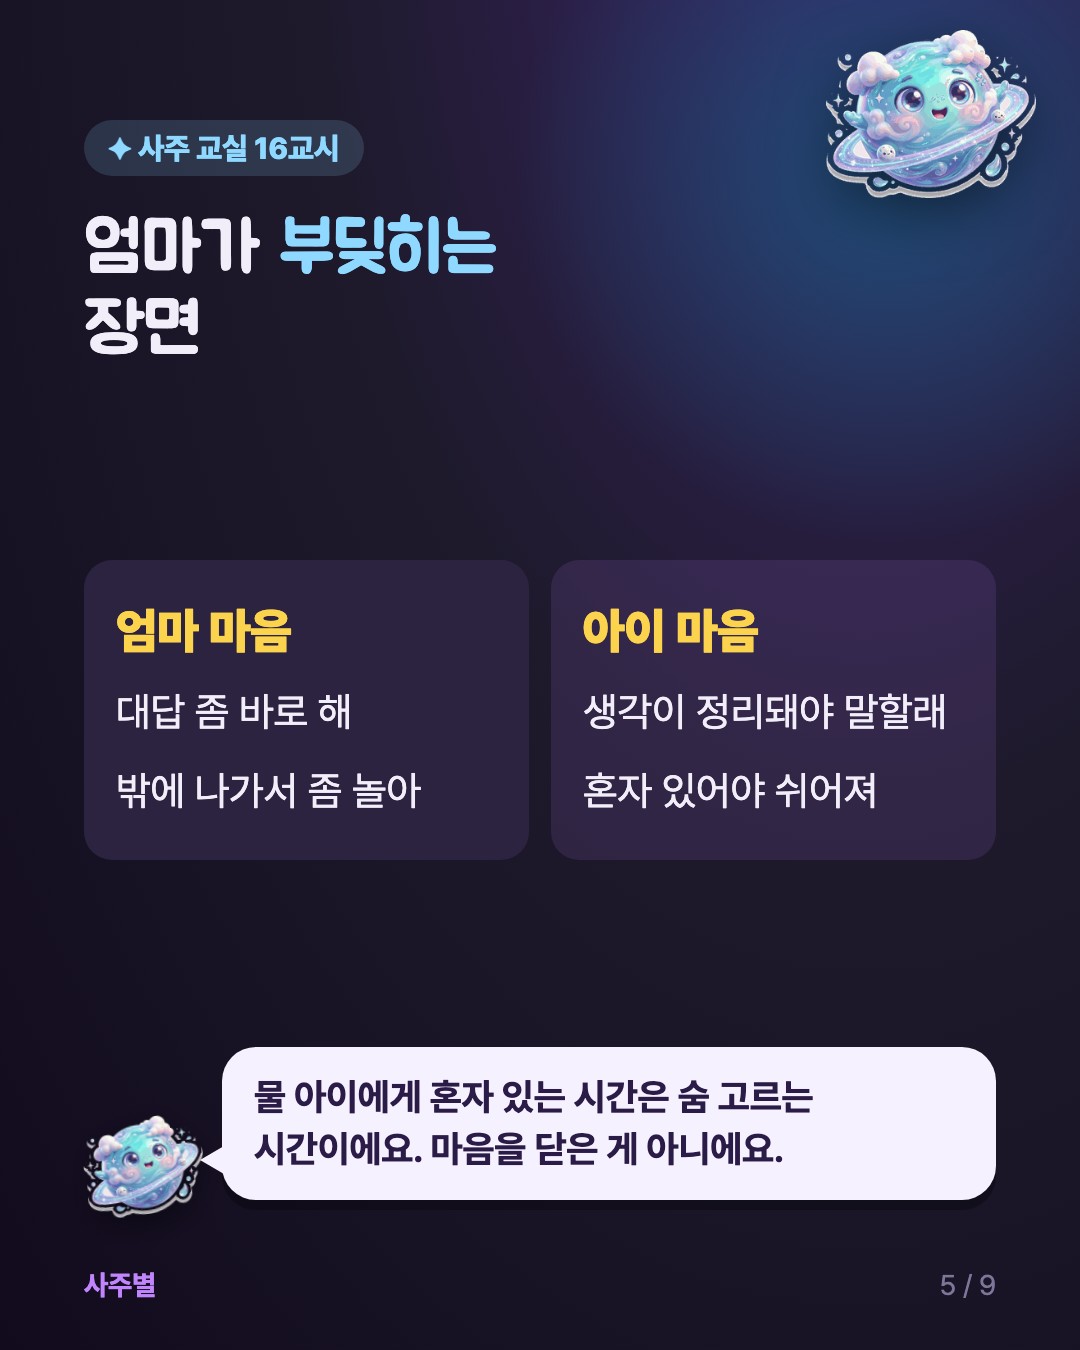 ✦ 사주 교실 16교시
엄마가 부딪히는
장면
엄마 마음
대답 좀 바로 해
밖에 나가서 좀 놀아
아이 마음
생각이 정리돼야 말할래
혼자 있어야 쉬어져
물 아이에게 혼자 있는 시간은 숨 고르는
시간이에요. 마음을 닫은 게 아니에요.
사주별
5 / 9